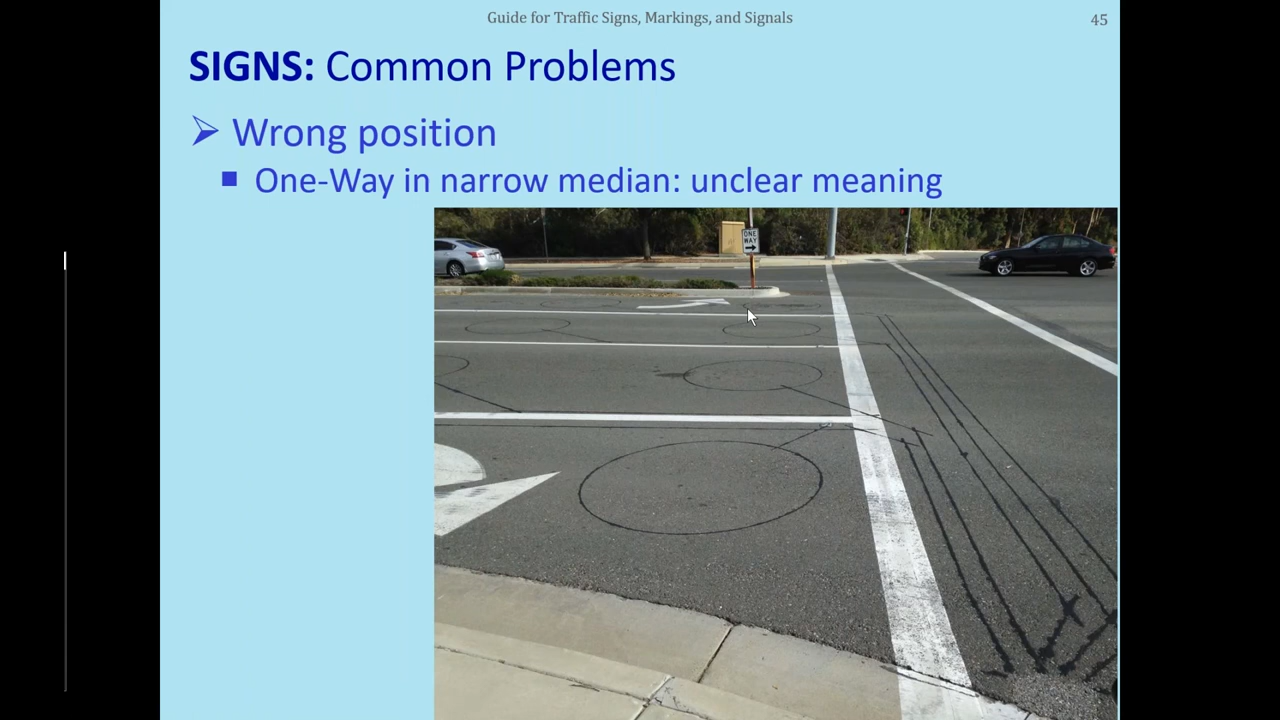 Guide for Traffic Signs, Markings, and Signals
45
SIGNS: Common Problems
Wrong position
One-Way in narrow median: unclear meaning
ONE
WAY